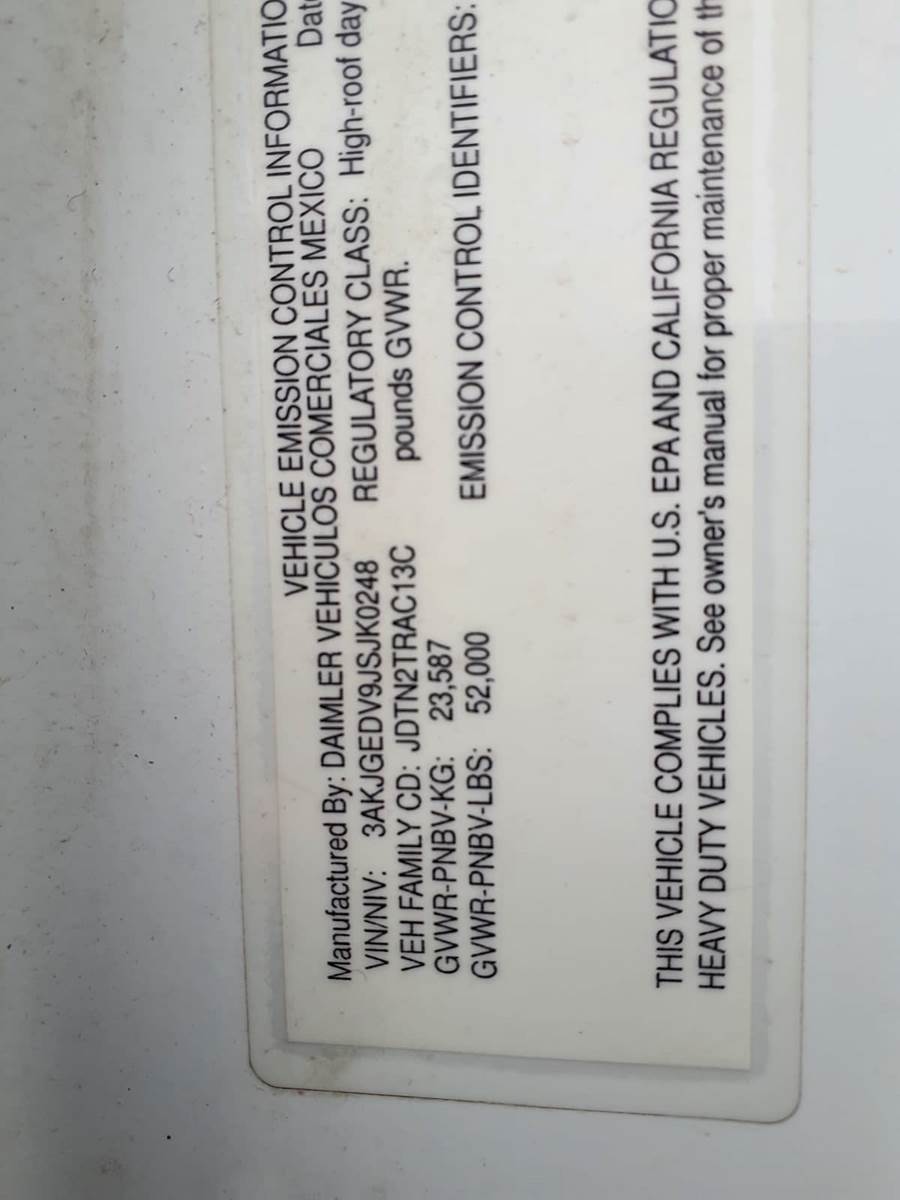 VEHICLE EMISSION CONTROL INFORMATIO
Manufactured By: DAIMLER VEHICULOS COMERCIALES MEXICO Dat
VIN/NIV: 3AKJGEDV9JSJK0248 REGULATORY CLASS: High-roof day
VEH FAMILY CD: JDTN2TRAC13C pounds GVWR.
GVWR-PNBV-KG: 23,587
GVWR-PNBV-LBS: 52,000 EMISSION CONTROL IDENTIFIERS:
THIS VEHICLE COMPLIES WITH U.S. EPA AND CALIFORNIA REGULATIO
HEAVY DUTY VEHICLES. See owner's manual for proper maintenance of th